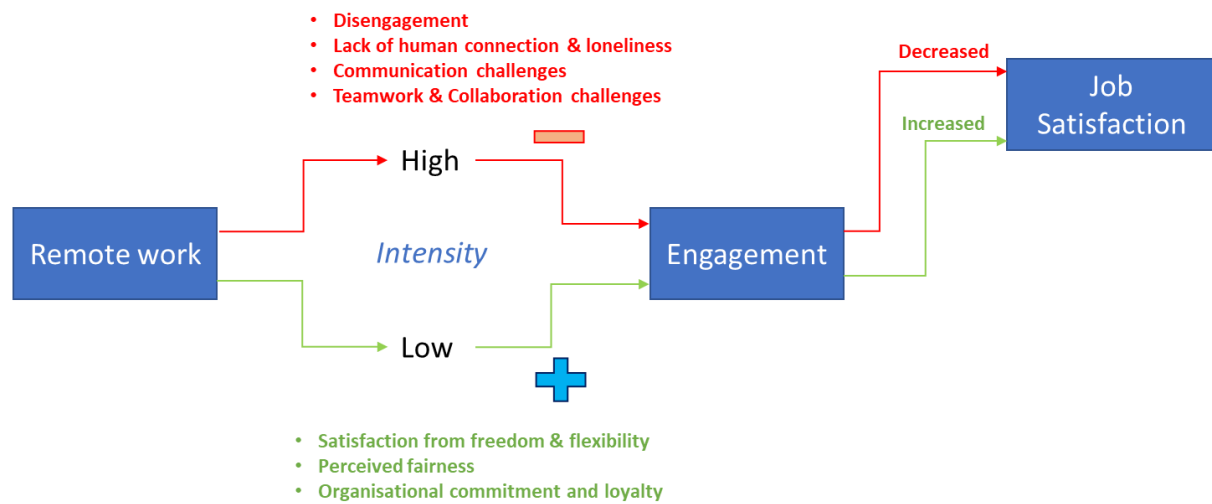 • Disengagement
• Lack of human connection & loneliness
• Communication challenges
• Teamwork & Collaboration challenges
Decreased
Job
Satisfaction
Increased
High
Remote work
Intensity
Engagement
Low
• Satisfaction from freedom & flexibility
• Perceived fairness
• Organisational commitment and loyalty